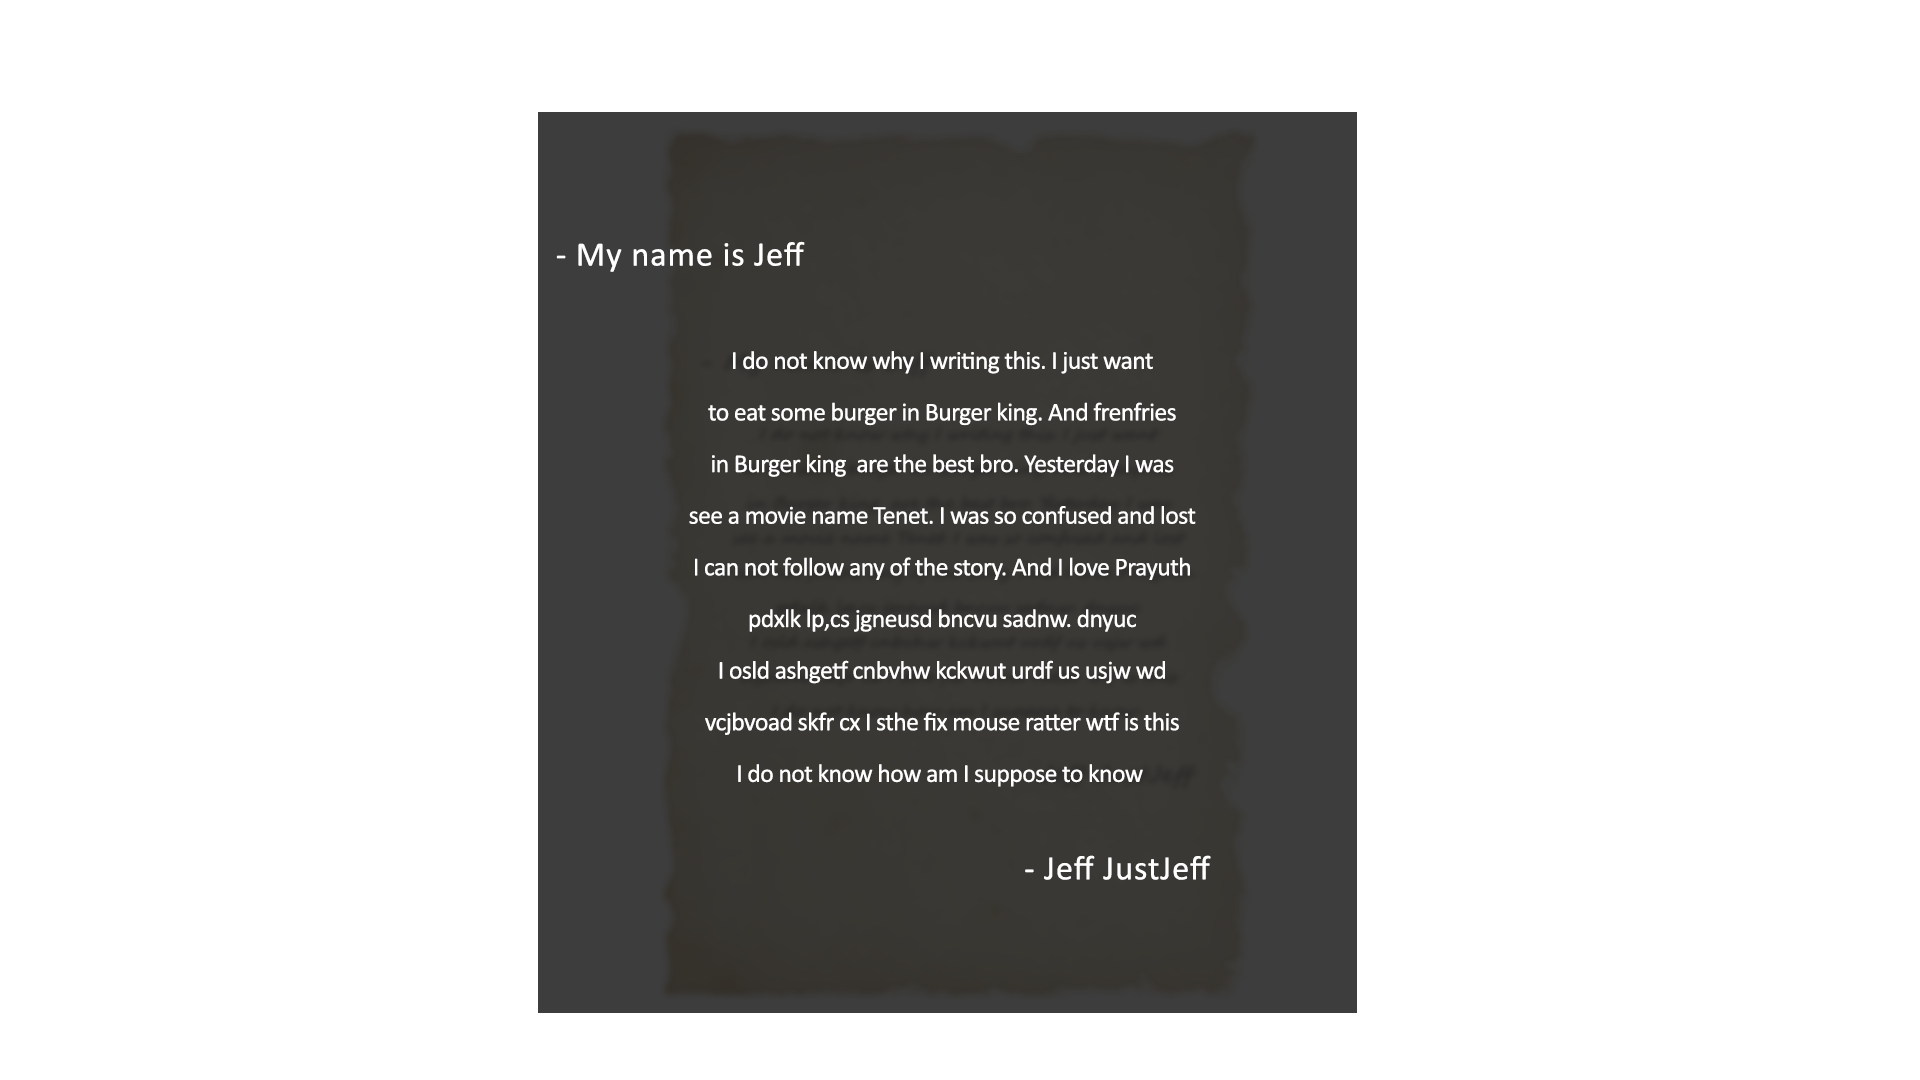 - My name is Jeff
I do not know why I writing this. I just want
to eat some burger in Burger king. And frenfries
in Burger king  are the best bro. Yesterday I was
see a movie name Tenet. I was so confused and lost
I can not follow any of the story. And I love Prayuth
pdxlk lp,cs jgneusd bncvu sadnw. dnyuc
I osld ashgetf cnbvhw kckwut urdf us usjw wd
vcjbvoad skfr cx I sthe fix mouse ratter wtf is this
I do not know how am I suppose to know
- Jeff JustJeff